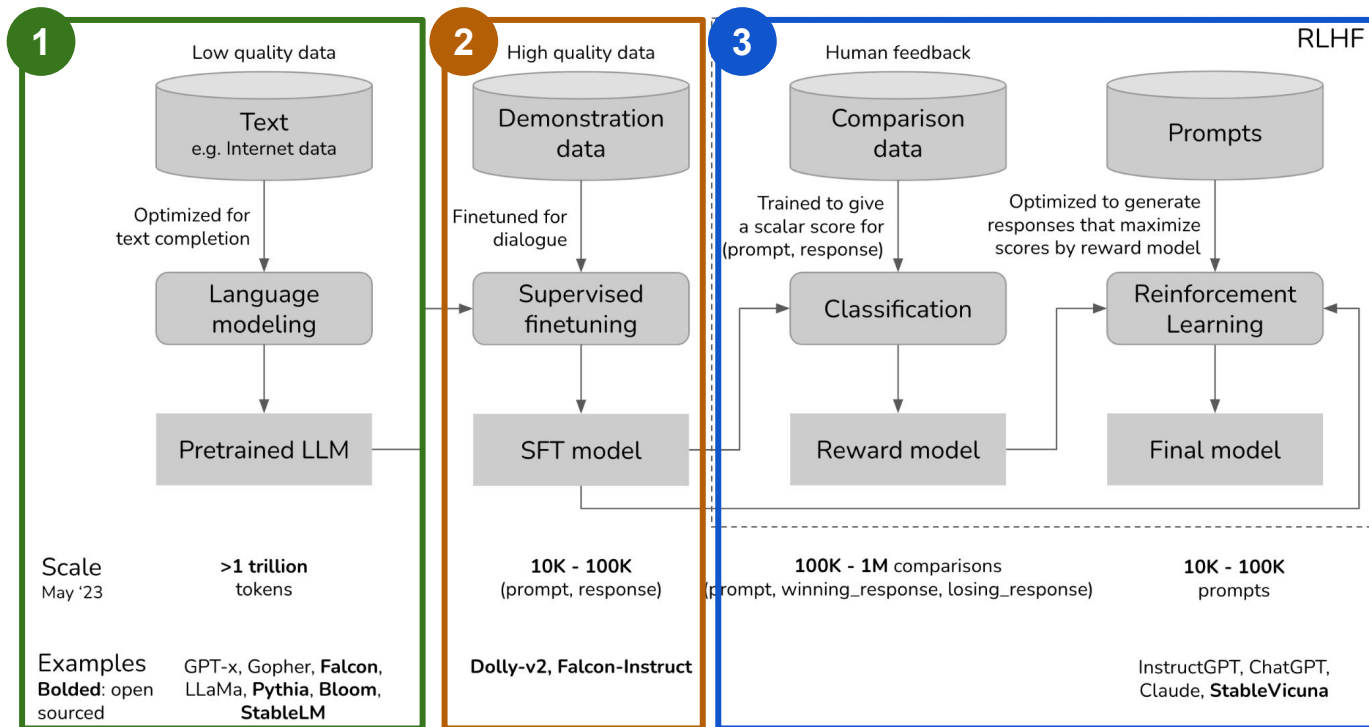 1
Low quality data
Text
e.g. Internet data
Optimized for
text completion
Language
modeling
Pretrained LLM
2
High quality data
Demonstration
data
Finetuned for
dialogue
Supervised
finetuning
SFT model
3
RLHF
Human feedback
Comparison
data
Trained to give
a scalar score for
(prompt, response)
Classification
Reward model
Prompts
Optimized to generate
responses that maximize
scores by reward model
Reinforcement
Learning
Final model
Scale
May ‘23
>1 trillion
tokens
10K - 100K
(prompt, response)
100K - 1M comparisons
(prompt, winning_response, losing_response)
10K - 100K
prompts
Examples
Bolded: open
sourced
GPT-x, Gopher, Falcon,
LLaMa, Pythia, Bloom,
StableLM
Dolly-v2, Falcon-Instruct
InstructGPT, ChatGPT,
Claude, StableVicuna